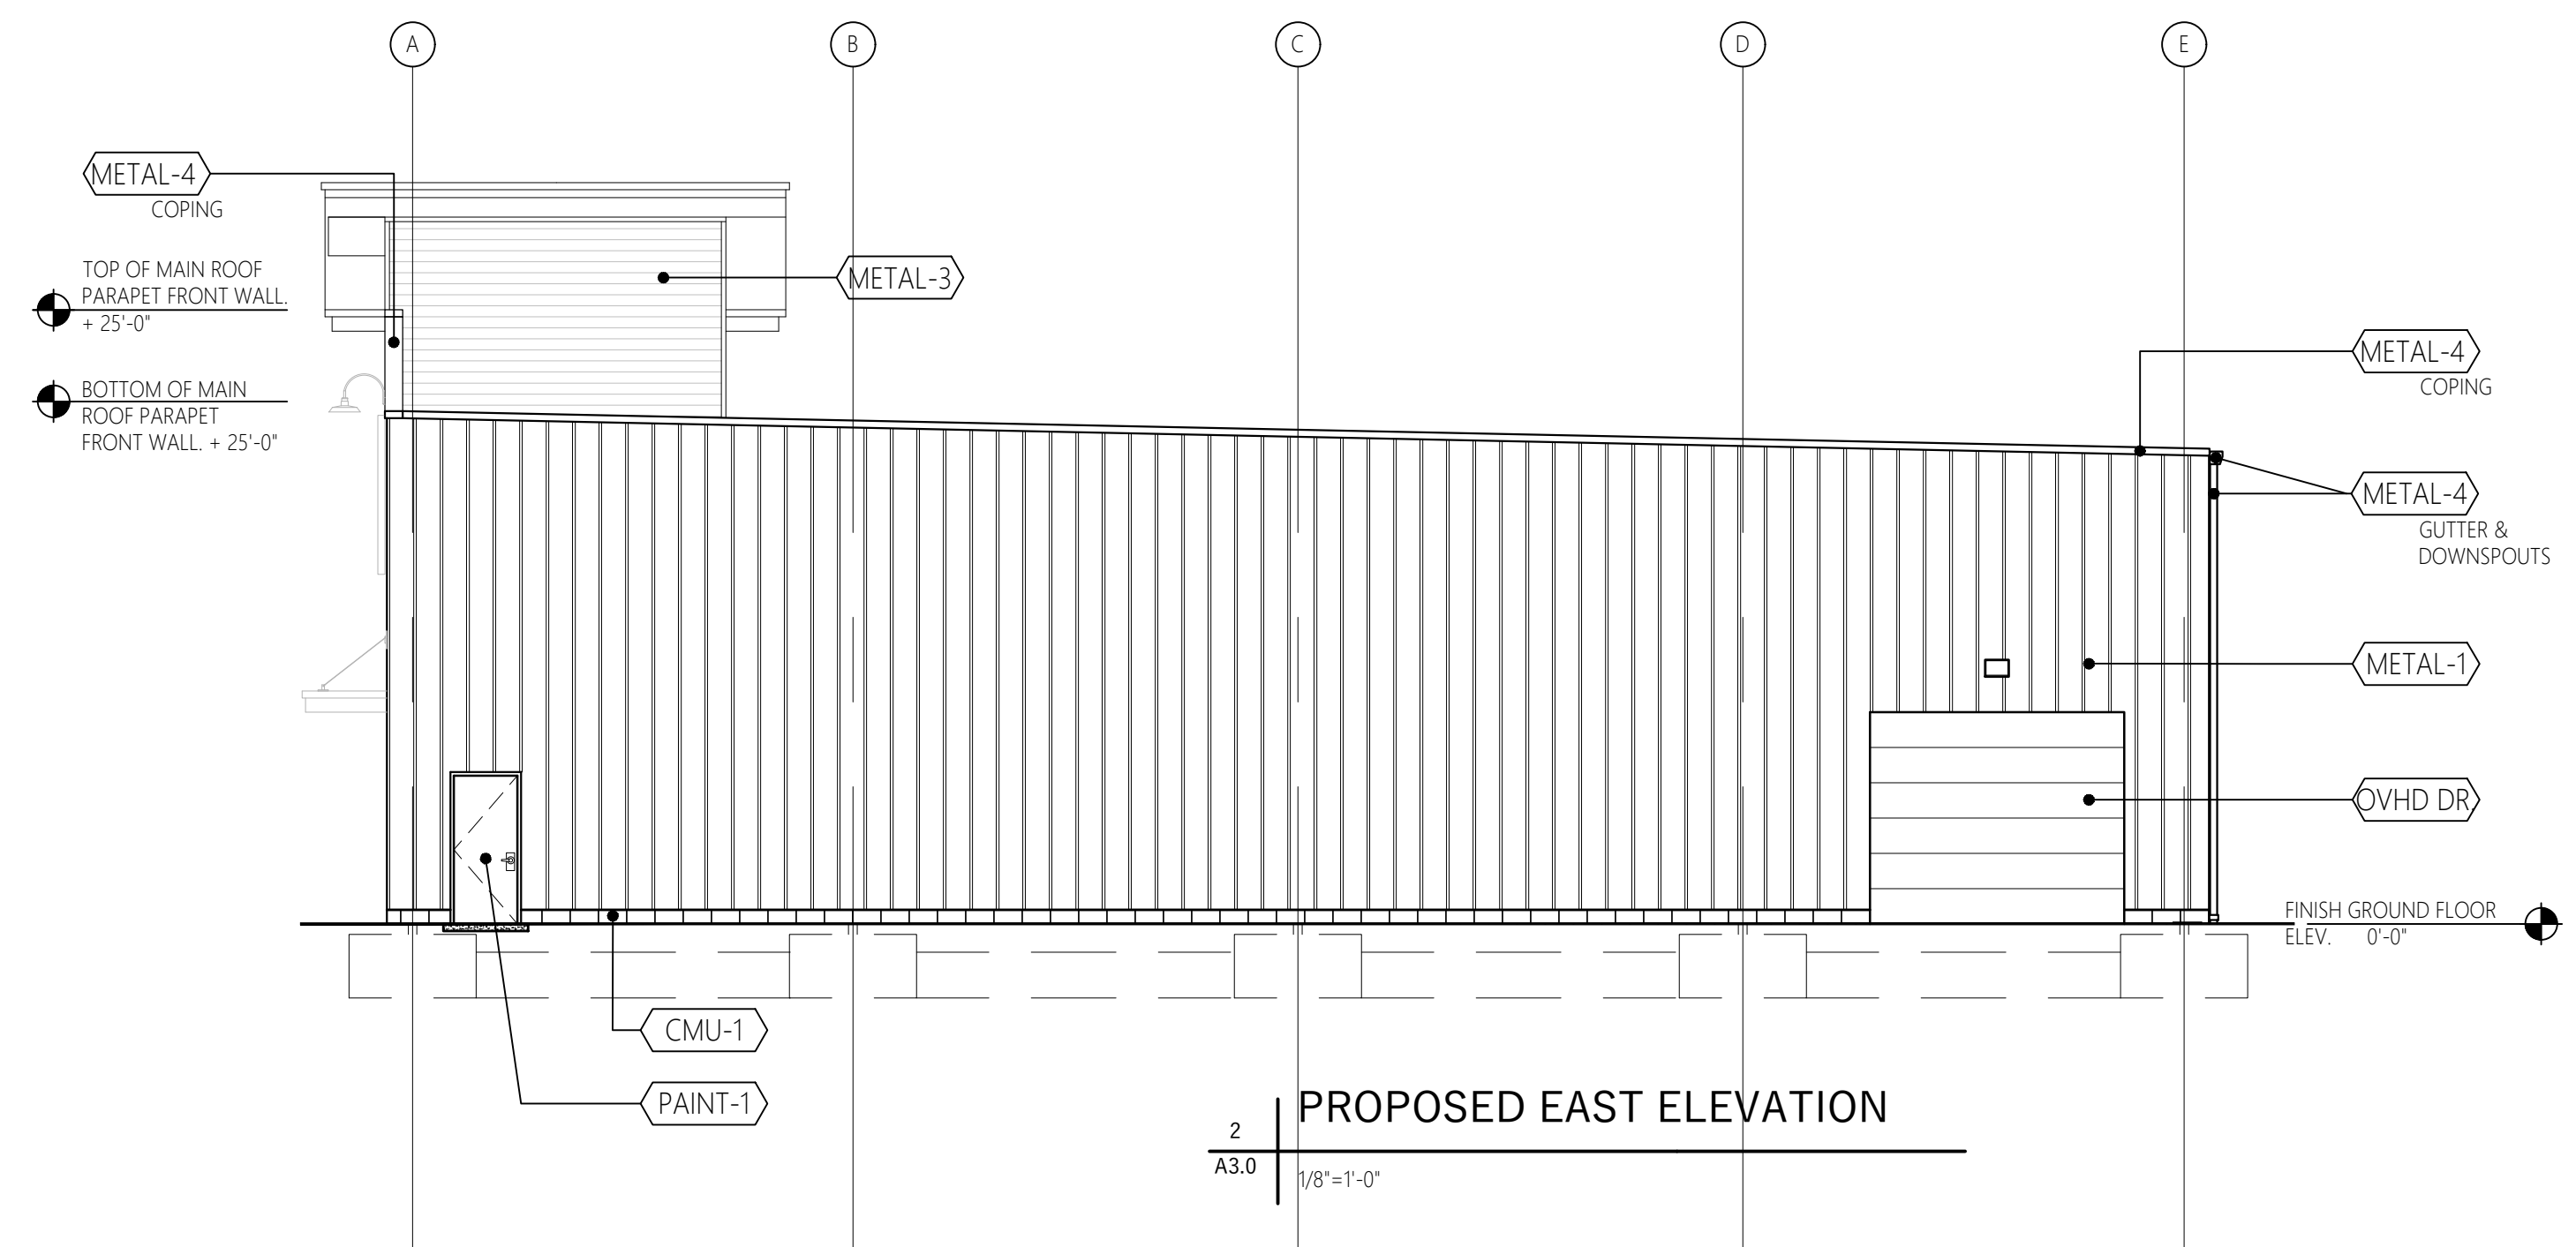 A
B
C
D
E
METAL-4
COPING
TOP OF MAIN ROOF
PARAPET FRONT WALL.
+ 25'-0"
METAL-3
BOTTOM OF MAIN
ROOF PARAPET
FRONT WALL. + 25'-0"
METAL-4
COPING
METAL-4
GUTTER &
DOWNSPOUTS
METAL-1
OVHD DR.
FINISH GROUND FLOOR
ELEV. 0'-0"
CMU-1
PAINT-1
2
A3.0
PROPOSED EAST ELEVATION
1/8"=1'-0"